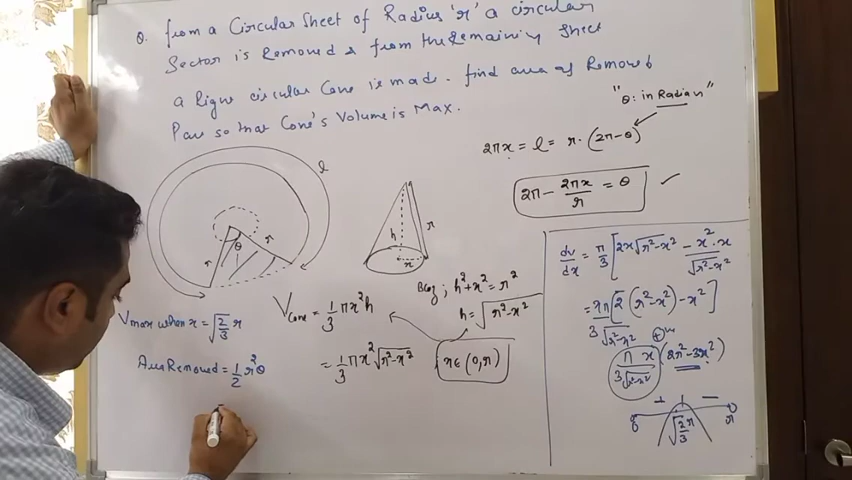 Q. from a Circular Sheet of Radius 'r' a circular
Sector is Removed & from the Remaining Sheet
a Right circular Cone is made. find area of Removed
Part so that Cone's Volume is Max.
"θ: in Radian"
2πx = l = r·(2π-θ)
2π - 2πx/r = θ ✓
l
r
θ
r
h
r
x
V max when x = √(2/3) r
Area Removed = 1/2 r²θ
V Cone = 1/3 πx²h
= 1/3 πx²√(r²-x²)
; h²+x² = r²
h = √(r²-x²)
x∈(0,r)
dv/dx = π/3 [2x√(r²-x²) - x²·x/√(r²-x²)]
= xπ/3√(r²-x²) [2(r²-x²)-x²]
πx/3√(r²-x²) (2r²-3x²)
+ -
0 √(2/3) r r